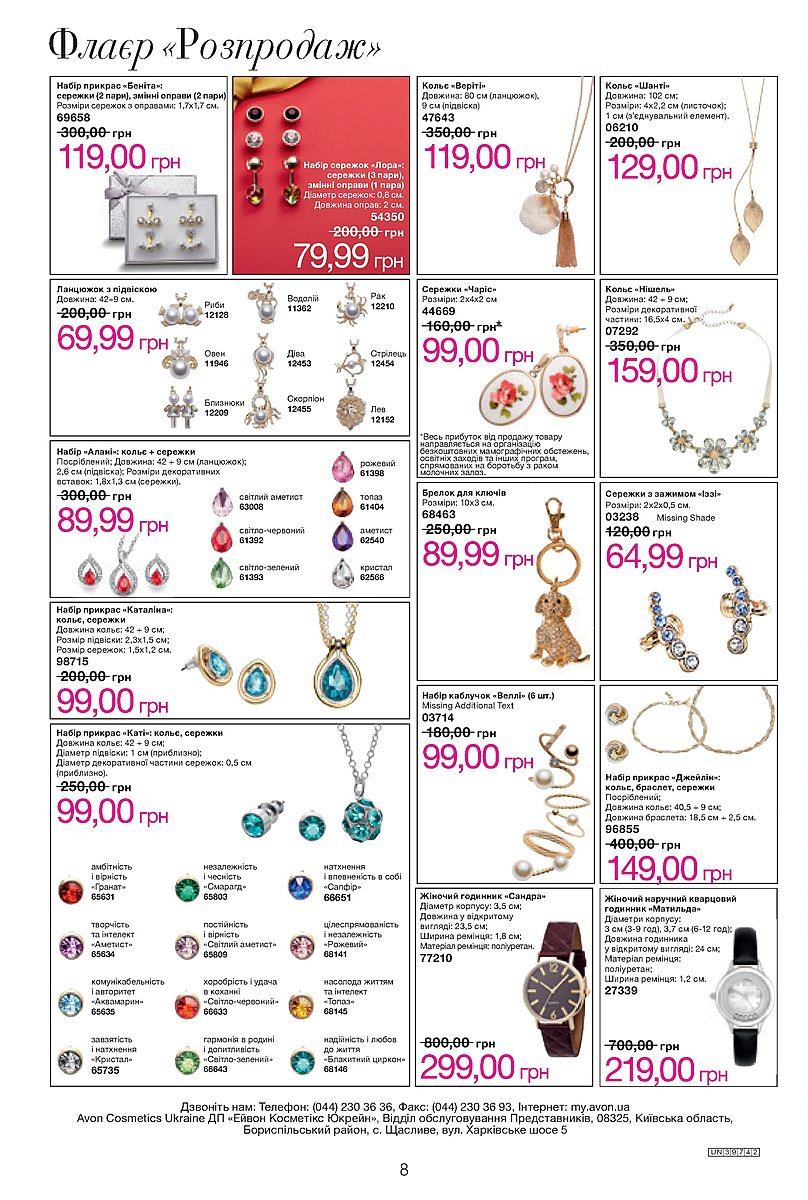 Флаєр «Розпродаж»
Набір прикрас «Беніта»:
сережки (2 пари), змінні оправи (2 пари)
Розміри сережок з оправами: 1,7х1,7 см.
69658
300,00 грн
119,00 грн
Набір сережок «Лора»:
сережки (3 пари),
змінні оправи (1 пара)
Діаметр сережок: 0,8 см.
Довжина оправ: 2 см.
54350
200,00 грн
79,99 грн
Кольє «Веріті»
Довжина: 80 см (ланцюжок),
9 см (підвіска)
47643
350,00 грн
119,00 грн
Кольє «Шанті»
Довжина: 102 см;
Розміри: 4х2,2 см (листочок);
1 см (з'єднувальний елемент).
06210
200,00 грн
129,00 грн
Ланцюжок з підвіскою
Довжина: 42÷9 см.
200,00 грн
69,99 грн
Риби
12128
Водолій
11362
Рак
12210
Овен
11946
Діва
12453
Стрілець
12454
Близнюки
12209
Скорпіон
12455
Лев
12152
Сережки «Чаріс»
Розміри: 2х4х2 см
44669
160,00 грн*
99,00 грн
*Весь прибуток від продажу товару
направляється на організацію
безкоштовних мамографічних обстежень,
освітніх заходів та інших програм,
спрямованих на боротьбу з раком
молочних залоз.
Кольє «Нішель»
Довжина: 42 ÷ 9 см;
Розміри декоративної
частини: 16,5х4 см.
07292
350,00 грн
159,00 грн
Набір «Алані»: кольє + сережки
Посріблений; Довжина: 42 ÷ 9 см (ланцюжок);
2,6 см (підвіска); Розміри декоративних
вставок: 1,8х1,3 см (сережки).
300,00 грн
89,99 грн
рожевий
61398
світлий аметист
63008
топаз
61404
світло-червоний
61392
аметист
62540
світло-зелений
61393
кристал
62566
Брелок для ключів
Розміри: 10х3 см.
68463
250,00 грн
89,99 грн
Сережки з зажимом «Іззі»
Розміри: 2х2х0,5 см.
03238 Missing Shade
120,00 грн
64,99 грн
Набір прикрас «Каталіна»:
кольє, сережки
Довжина кольє: 42 ÷ 9 см;
Розмір підвіски: 2,3х1,5 см;
Розмір сережок: 1,5х1,2 см.
98715
200,00 грн
99,00 грн
Набір каблучок «Веллі» (6 шт.)
Missing Additional Text
03714
180,00 грн
99,00 грн
Набір прикрас «Джейлін»:
кольє, браслет, сережки
Посріблений;
Довжина кольє: 40,5 ÷ 9 см;
Довжина браслета: 18,5 см ÷ 2,5 см.
96855
400,00 грн
149,00 грн
Набір прикрас «Каті»: кольє, сережки
Довжина кольє: 42 ÷ 9 см;
Діаметр підвіски: 1 см (приблизно);
Діаметр декоративної частини сережок: 0,5 см
(приблизно).
250,00 грн
99,00 грн
амбітність
і вірність
«Гранат»
65631
незалежність
і чесність
«Смарагд»
65803
натхнення
і впевненість в собі
«Сапфір»
66651
творчість
та інтелект
«Аметист»
65634
постійність
і вірність
«Світлий аметист»
65809
цілеспрямованість
і незалежність
«Рожевий»
68141
комунікабельність
і авторитет
«Аквамарин»
65635
хоробрість і удача
в коханні
«Світло-червоний»
66633
насолода життям
та інтелект
«Топаз»
68145
завзятість
і натхнення
«Кристал»
65735
гармонія в родині
і допитливість
«Світло-зелений»
66643
надійність і любов
до життя
«Блакитний циркон»
68146
Жіночий годинник «Сандра»
Діаметр корпусу: 3,5 см;
Довжина у відкритому
вигляді: 23,5 см;
Ширина ремінця: 1,8 см;
Матеріал ремінця: поліуретан.
77210
800,00 грн
299,00 грн
Жіночий наручний кварцовий
годинник «Матильда»
Діаметри корпусу:
3 см (3-9 год), 3,7 см (6-12 год);
Довжина годинника
у відкритому вигляді: 24 см;
Матеріал ремінця:
поліуретан;
Ширина ремінця: 1,2 см.
27339
700,00 грн
219,00 грн
Дзвоніть нам: Телефон: (044) 230 36 36, Факс: (044) 230 36 93, Інтернет: my.avon.ua
Avon Cosmetics Ukraine ДП «Ейвон Косметікс Юкрейн», Відділ обслуговування Представників, 08325, Київська область,
Бориспільський район, с. Щасливе, вул. Харківське шосе 5
UN39742
8